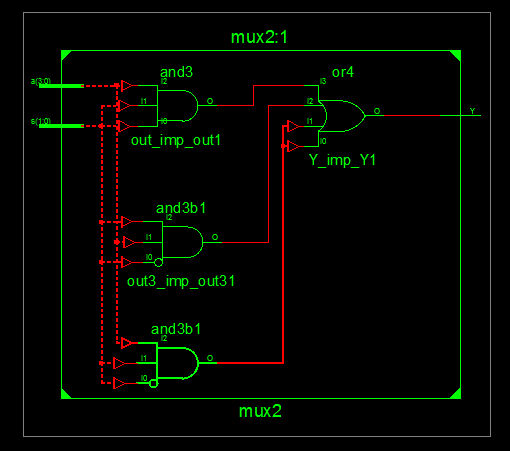 mux2:1
and3
or4
a(3:0)
I2
I3
I1
O
I2
s(1:0)
I0
I1
O
Y
out_imp_out1
I0
Y_imp_Y1
and3b1
I2
I1
O
I0
out3_imp_out31
and3b1
I2
I1
O
I0
mux2